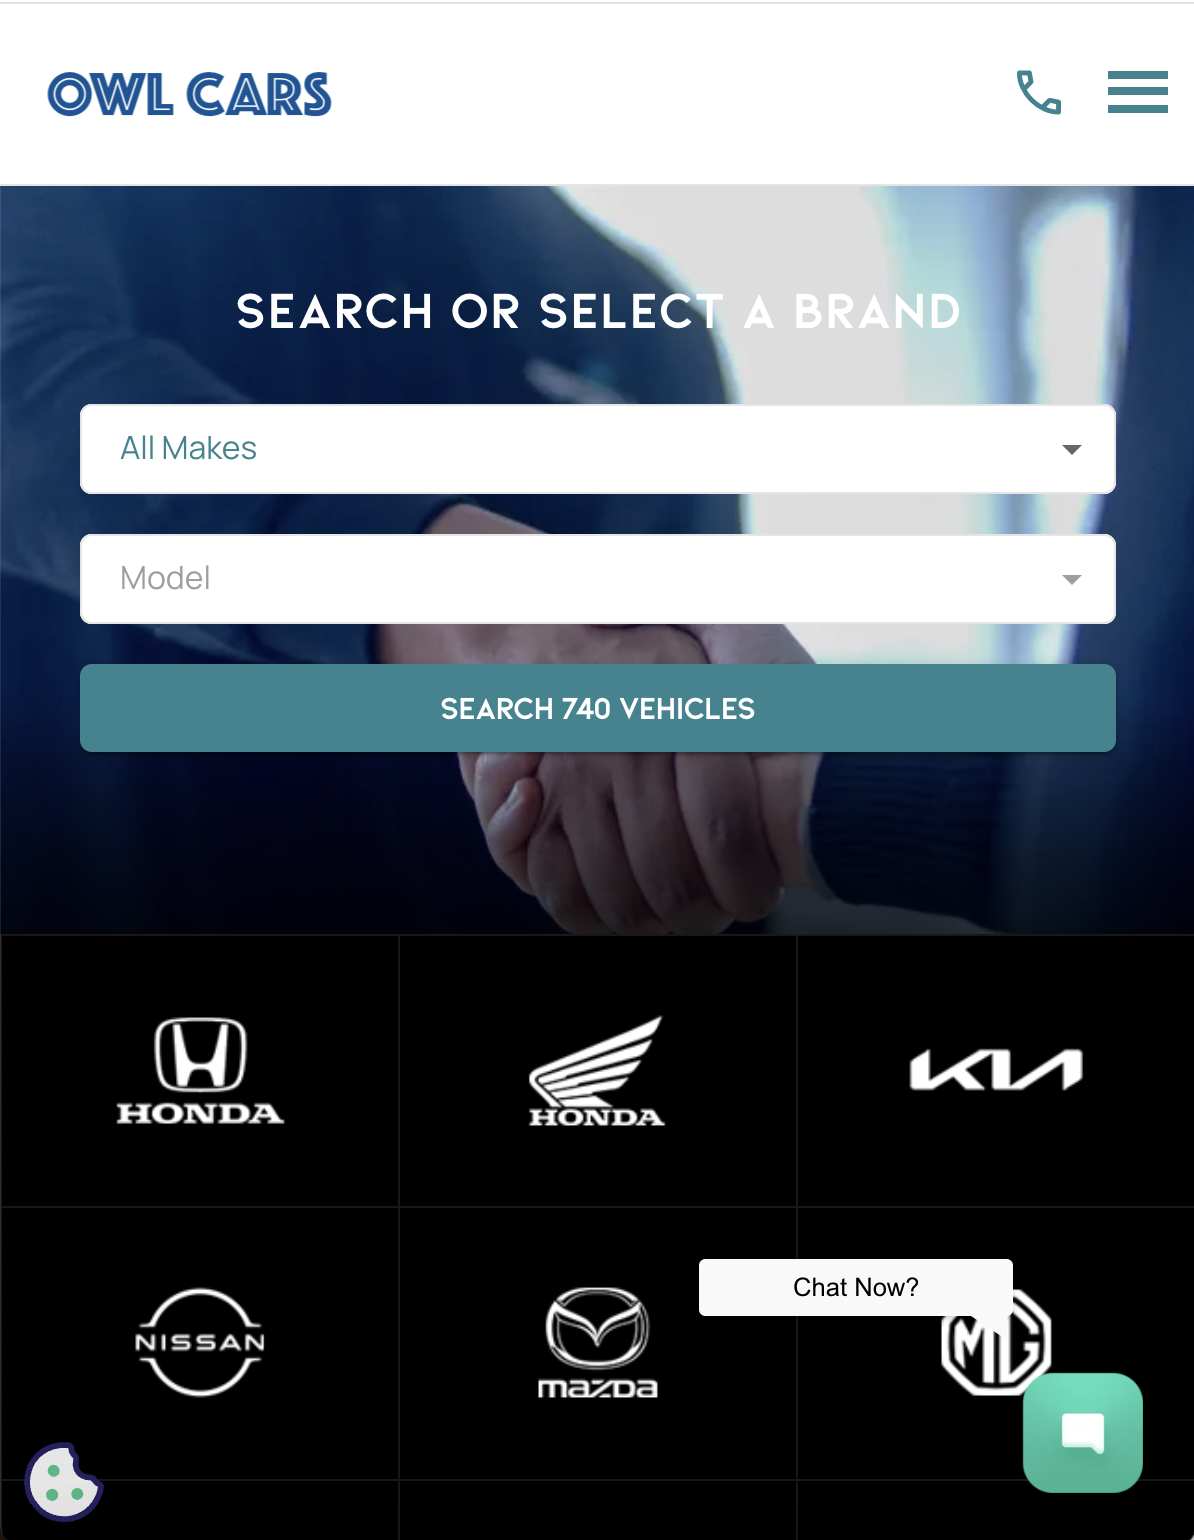 OWL CARS
SEARCH OR SELECT A BRAND
All Makes
Model
SEARCH 740 VEHICLES
HONDA
HONDA
KIA
NISSAN
mazda
MG
Chat Now?